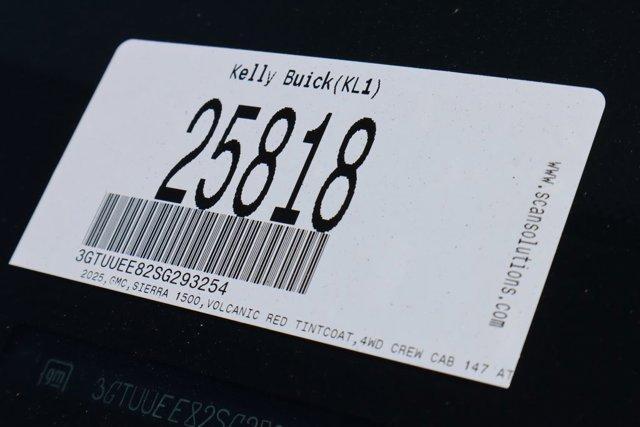 Kelly Buick(KL1)
25818
3GTUUEE82SG293254
2025,GMC,SIERRA 1500,VOLCANIC RED TINTCOAT,4WD CREW CAB 147 AT
www.scansolutions.com
gm